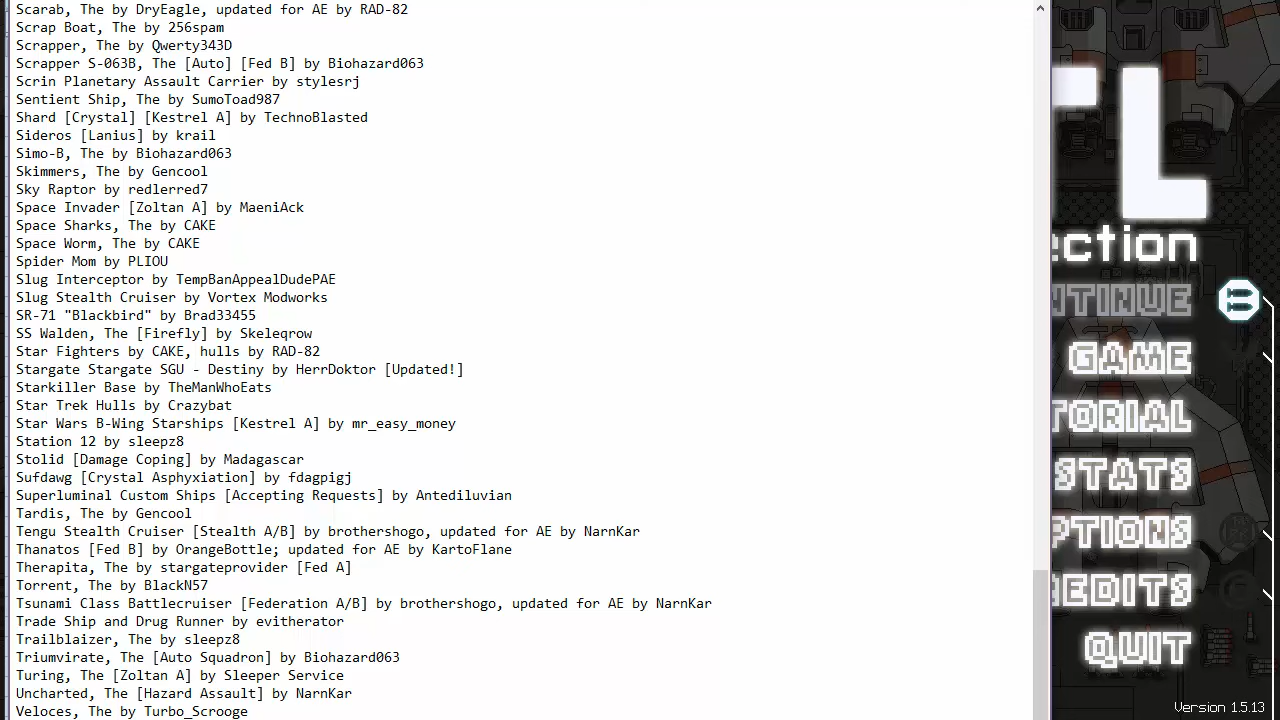 Scarab, The by DryEagle, updated for AE by RAD-82
Scrap Boat, The by 256spam
Scrapper, The by Qwerty343D
Scrapper S-063B, The [Auto] [Fed B] by Biohazard063
Scrin Planetary Assault Carrier by stylesrj
Sentient Ship, The by SumoToad987
Shard [Crystal] [Kestrel A] by TechnoBlasted
Sideros [Lanius] by krail
Simo-B, The by Biohazard063
Skimmers, The by Gencool
Sky Raptor by redlerred7
Space Invader [Zoltan A] by MaeniAck
Space Sharks, The by CAKE
Space Worm, The by CAKE
Spider Mom by PLIOU
Slug Interceptor by TempBanAppealDudePAE
Slug Stealth Cruiser by Vortex Modworks
SR-71 "Blackbird" by Brad33455
SS Walden, The [Firefly] by Skeleqrow
Star Fighters by CAKE, hulls by RAD-82
Stargate Stargate SGU - Destiny by HerrDoktor [Updated!]
Starkiller Base by TheManWhoEats
Star Trek Hulls by Crazybat
Star Wars B-Wing Starships [Kestrel A] by mr_easy_money
Station 12 by sleepz8
Stolid [Damage Coping] by Madagascar
Sufdawg [Crystal Asphyxiation] by fdagpigj
Superluminal Custom Ships [Accepting Requests] by Antediluvian
Tardis, The by Gencool
Tengu Stealth Cruiser [Stealth A/B] by brothershogo, updated for AE by NarnKar
Thanatos [Fed B] by OrangeBottle; updated for AE by KartoFlane
Therapita, The by stargateprovider [Fed A]
Torrent, The by BlackN57
Tsunami Class Battlecruiser [Federation A/B] by brothershogo, updated for AE by NarnKar
Trade Ship and Drug Runner by evitherator
Trailblaizer, The by sleepz8
Triumvirate, The [Auto Squadron] by Biohazard063
Turing, The [Zoltan A] by Sleeper Service
Uncharted, The [Hazard Assault] by NarnKar
Veloces, The by Turbo_Scrooge
TL
ection
NTINUE
GAME
TORIAL
STATS
PTIONS
EDITS
QUIT
Version 1.5.13